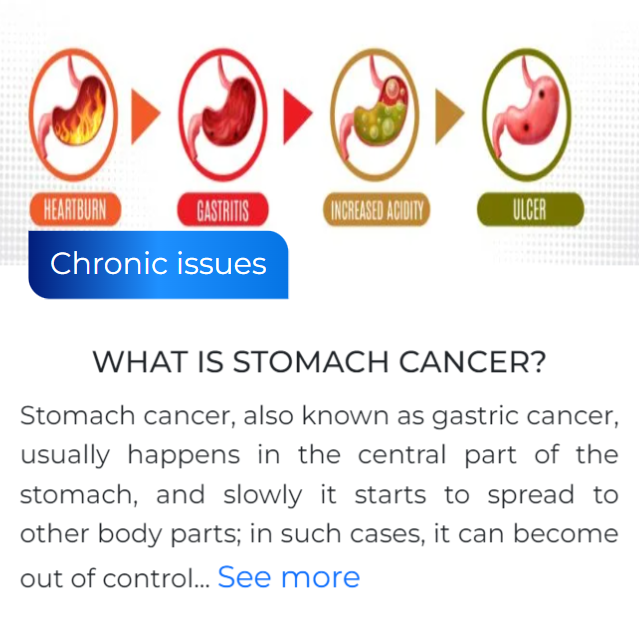 HEARTBURN GASTRITIS INCREASED ACIDITY ULCER
Chronic issues
WHAT IS STOMACH CANCER?
Stomach cancer, also known as gastric cancer,
usually happens in the central part of the
stomach, and slowly it starts to spread to
other body parts; in such cases, it can become
out of control... See more